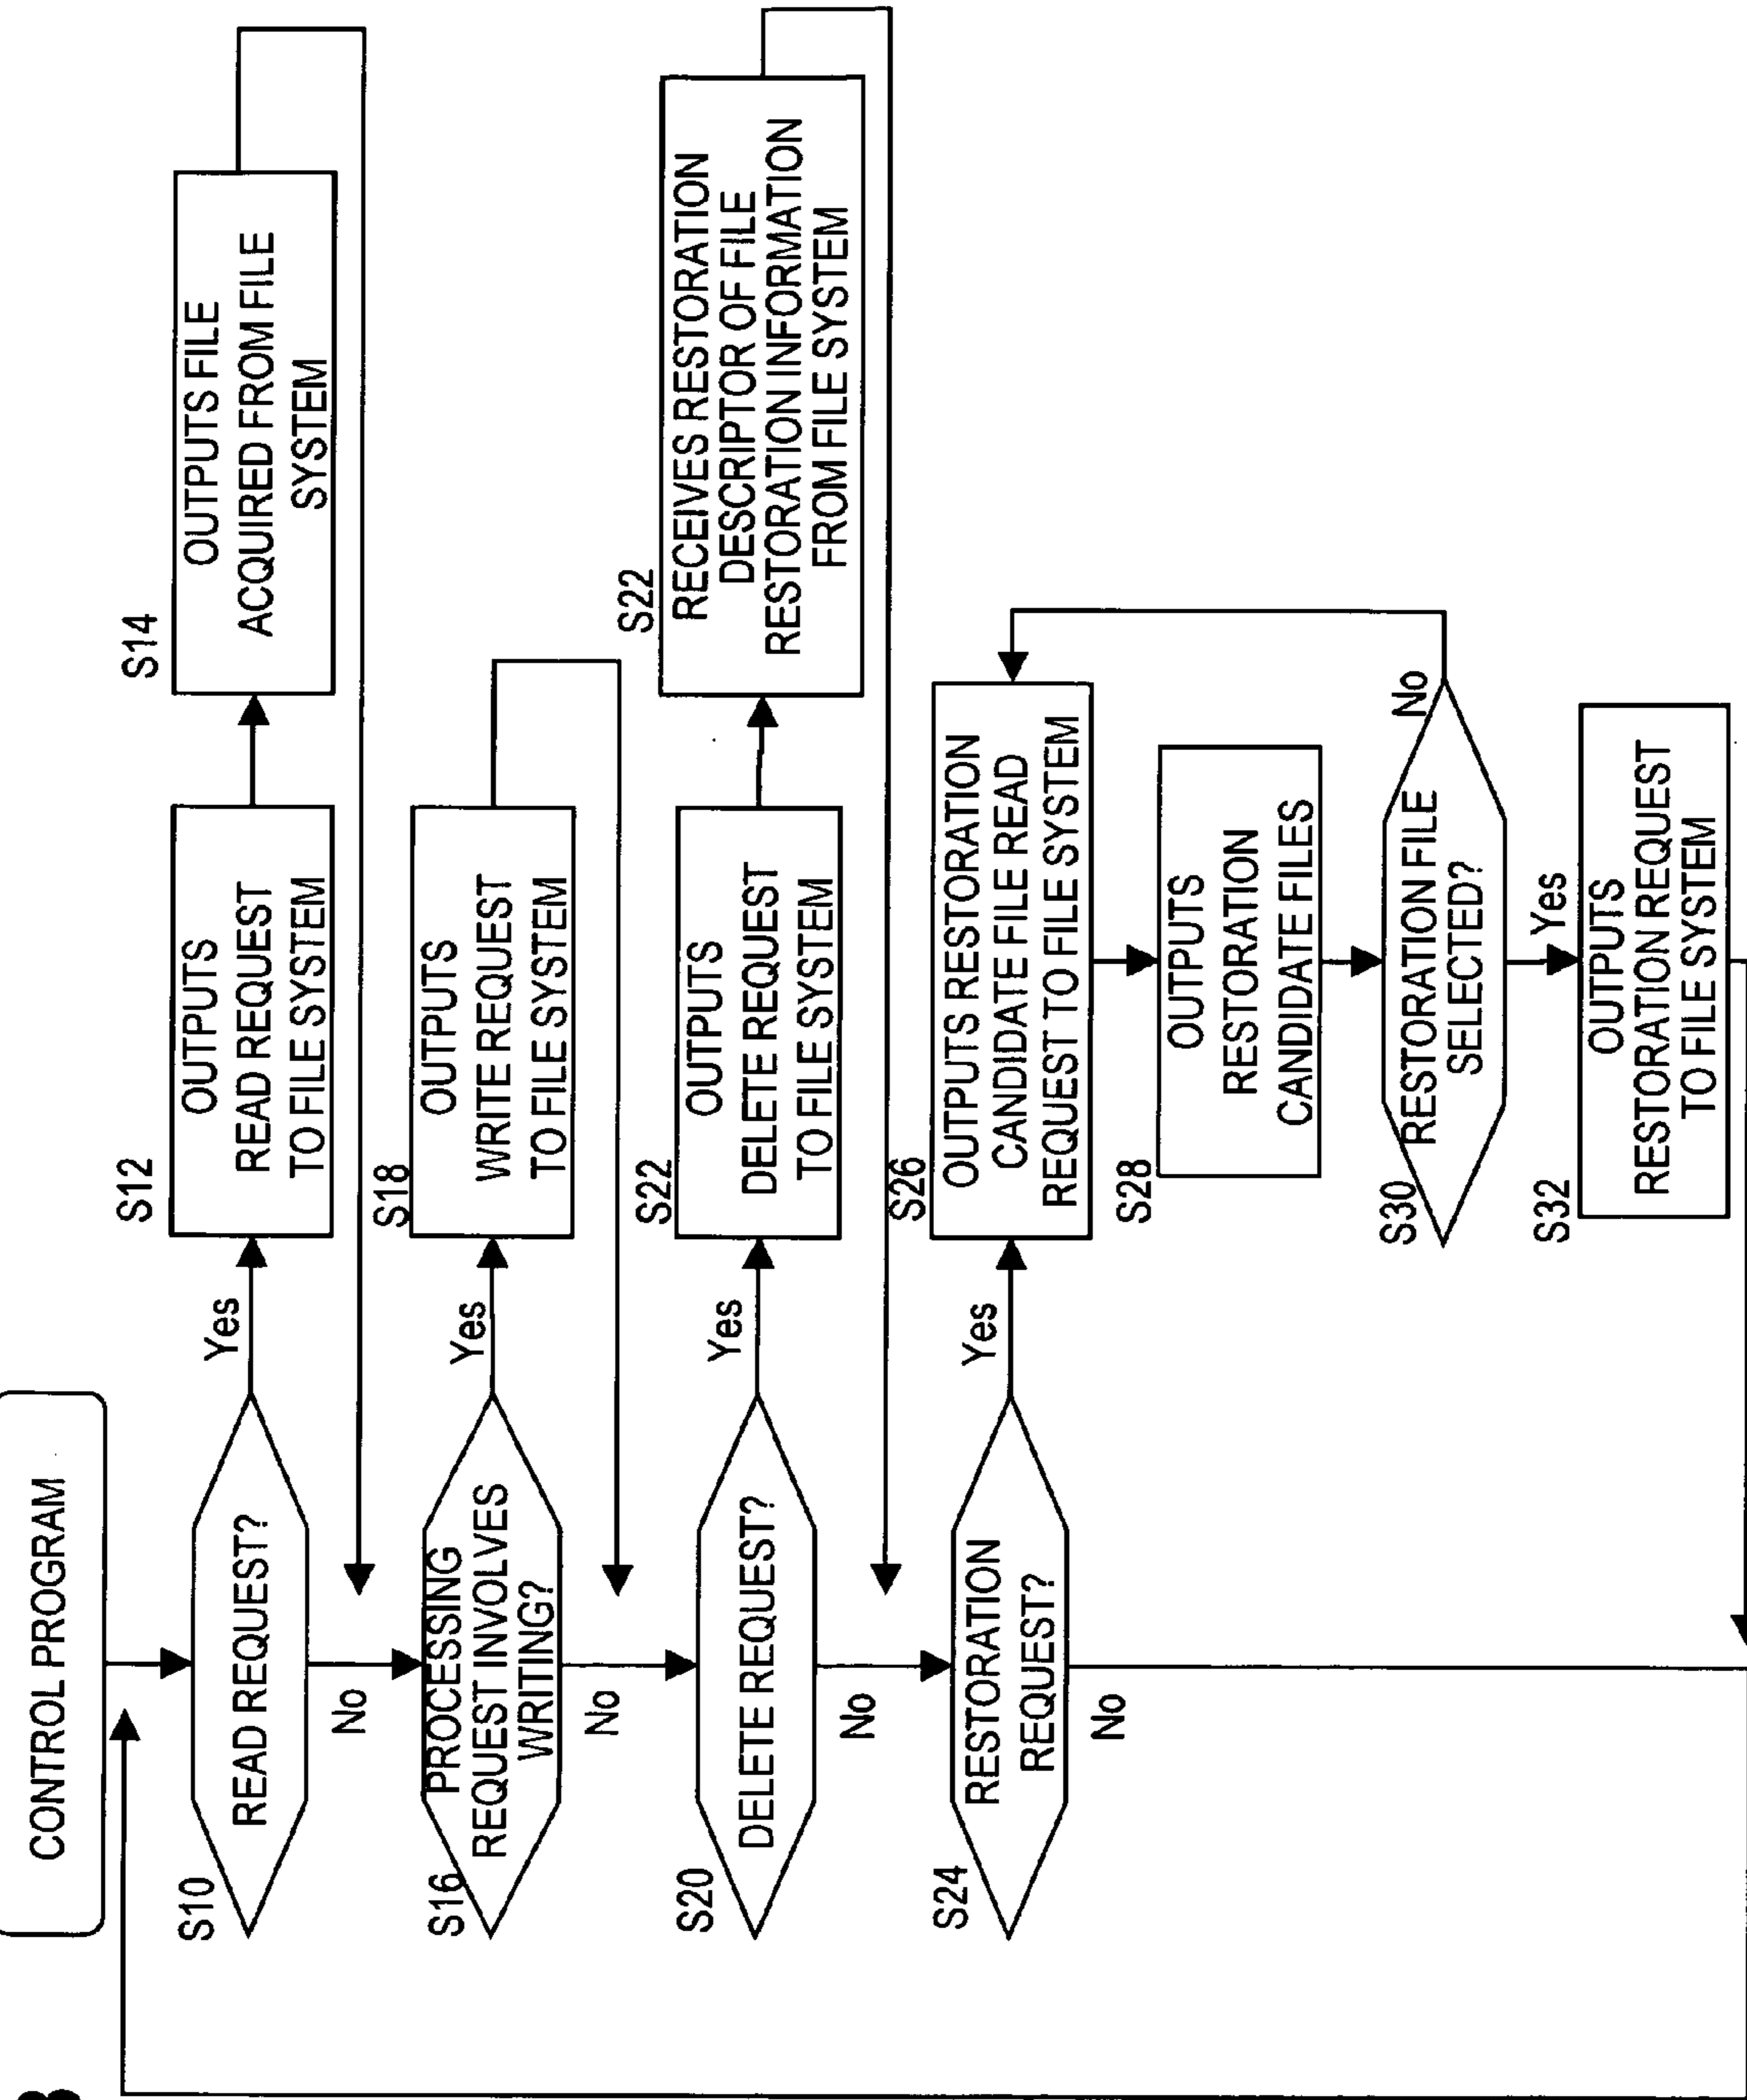 CONTROL PROGRAM
S10
READ REQUEST?
Yes
No
S12
OUTPUTS
READ REQUEST
TO FILE SYSTEM
S14
OUTPUTS FILE
ACQUIRED FROM FILE
SYSTEM
S16
PROCESSING
REQUEST INVOLVES
WRITING?
Yes
No
S18
OUTPUTS
WRITE REQUEST
TO FILE SYSTEM
S20
DELETE REQUEST?
Yes
No
S22
OUTPUTS
DELETE REQUEST
TO FILE SYSTEM
S22
RECEIVES RESTORATION
DESCRIPTOR OF FILE
RESTORATION INFORMATION
FROM FILE SYSTEM
S24
RESTORATION
REQUEST?
Yes
No
S26
OUTPUTS RESTORATION
CANDIDATE FILE READ
REQUEST TO FILE SYSTEM
S28
OUTPUTS
RESTORATION
CANDIDATE FILES
S30
RESTORATION FILE
SELECTED?
No
Yes
S32
OUTPUTS
RESTORATION REQUEST
TO FILE SYSTEM